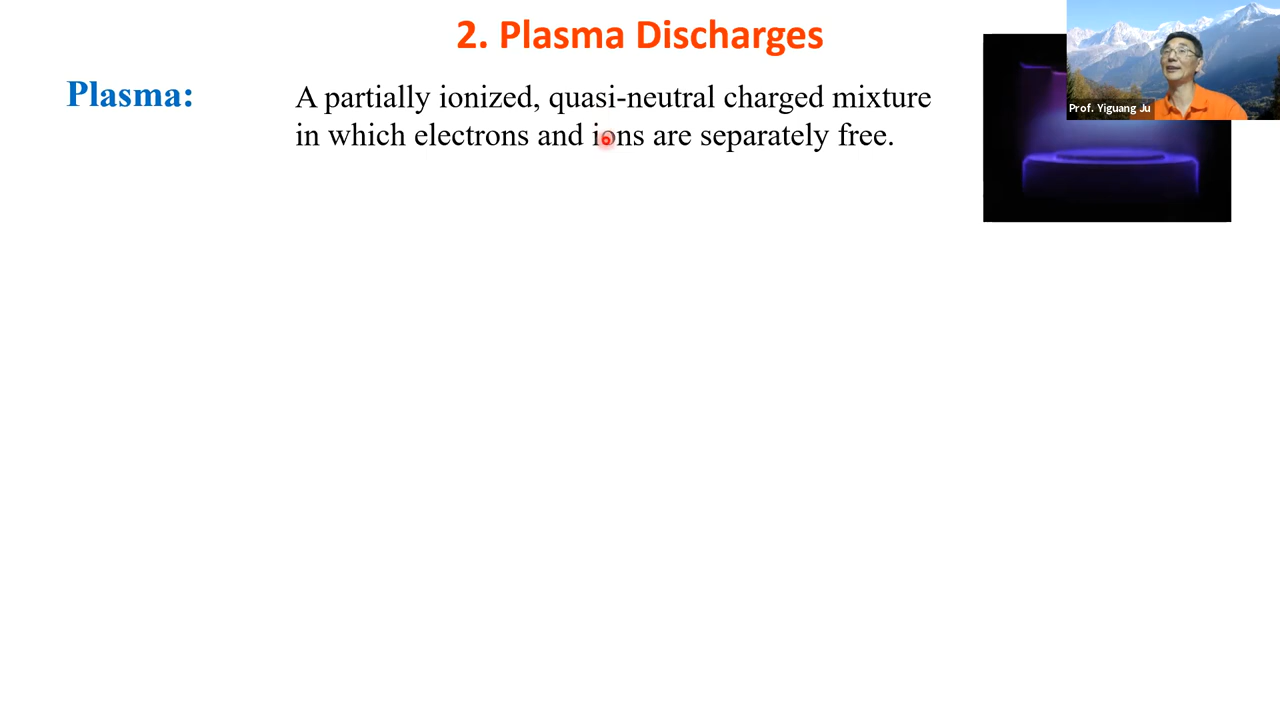 2. Plasma Discharges
Plasma:
A partially ionized, quasi-neutral charged mixture
in which electrons and ions are separately free.
Prof. Yiguang Ju